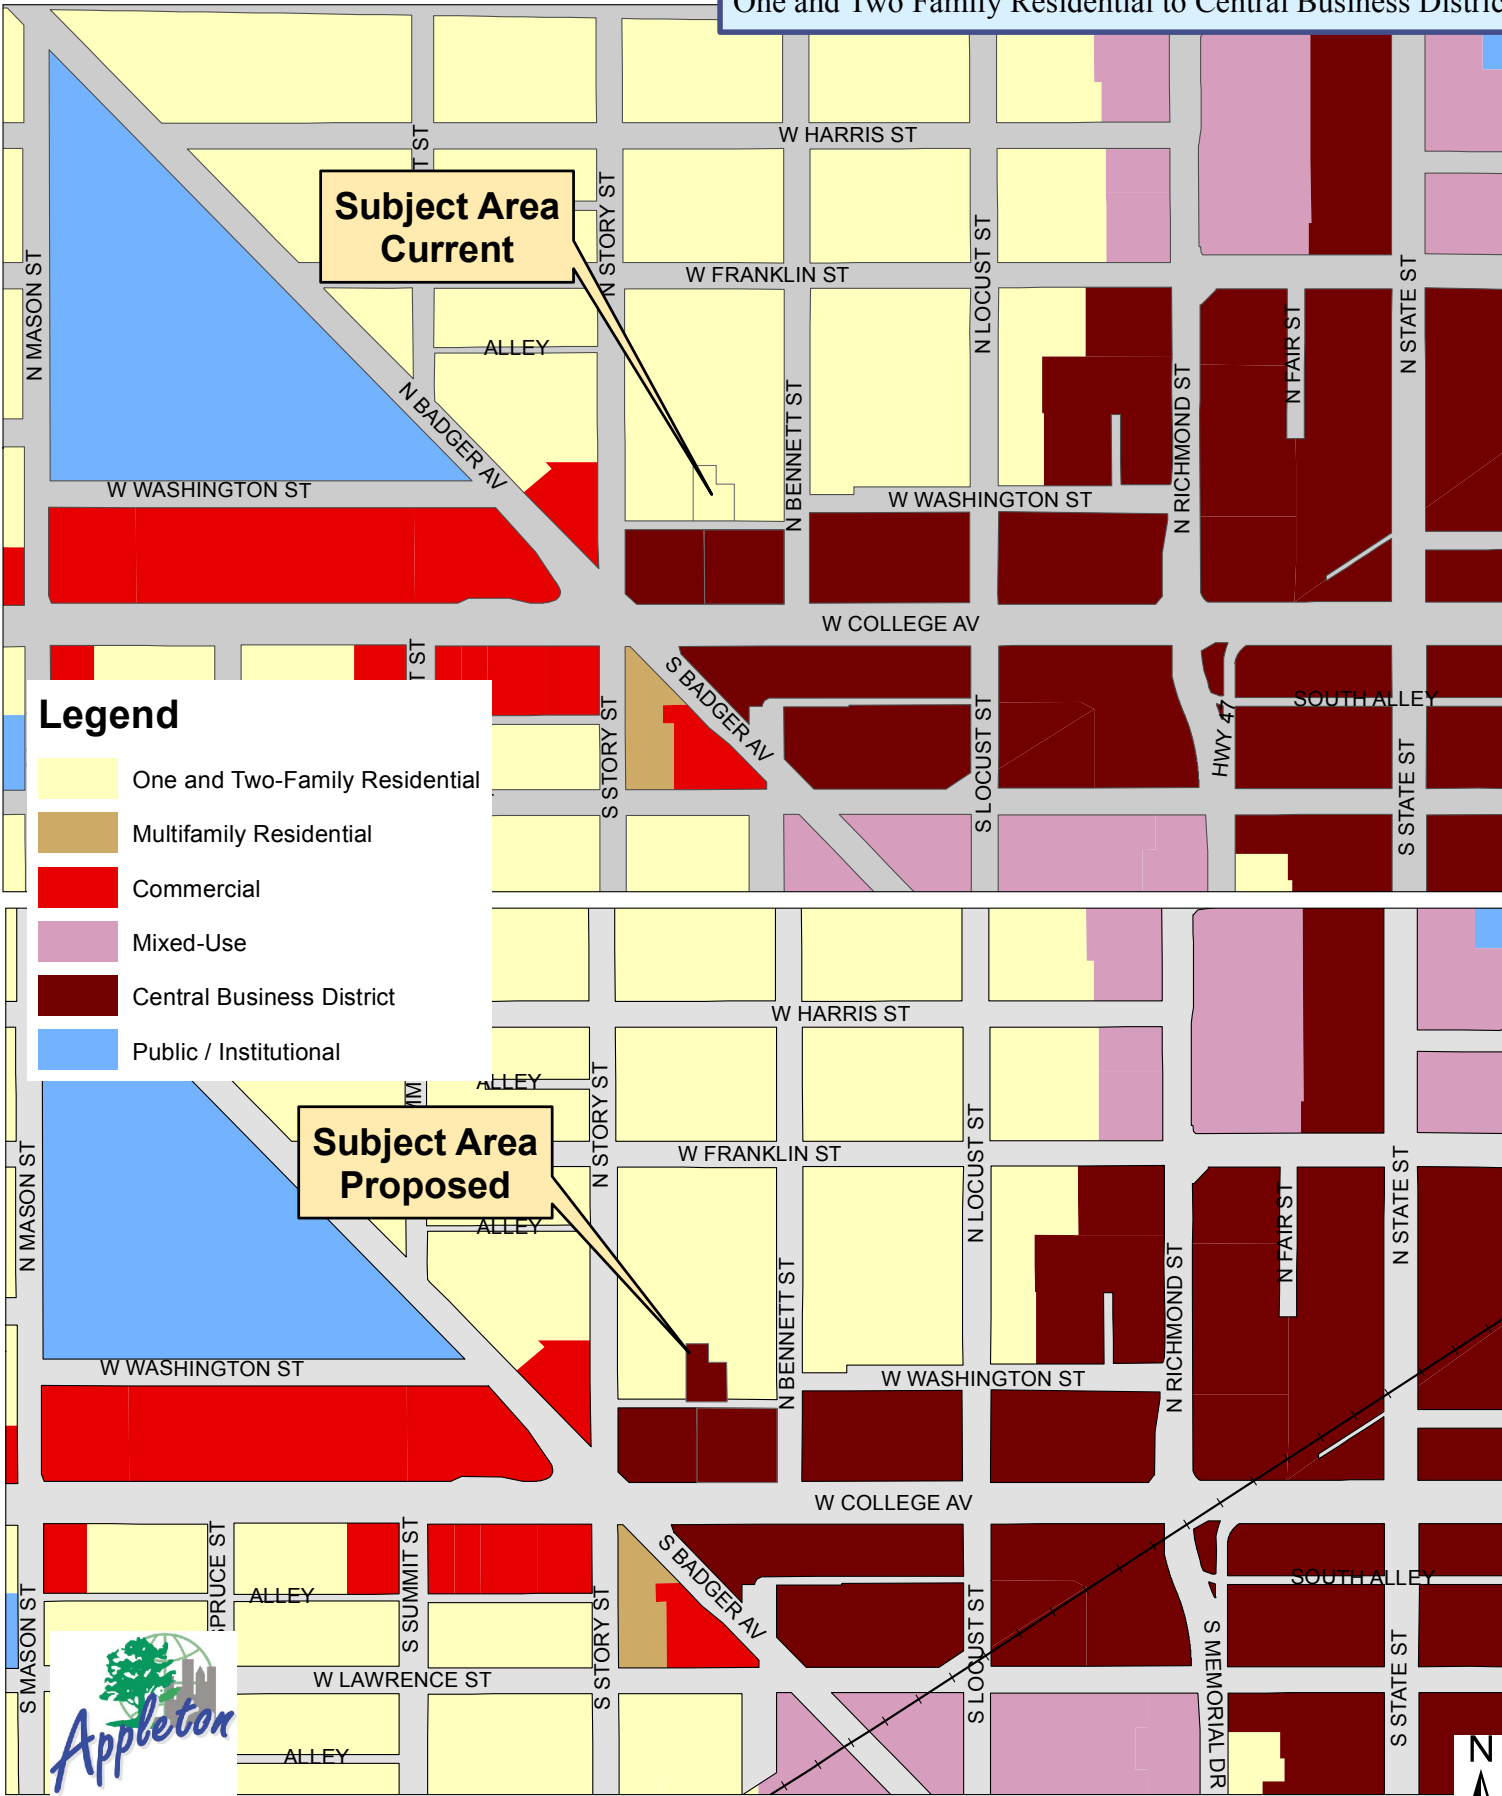 One and Two Family Residential to Central Business Distric
W HARRIS ST
T ST
Subject Area
Current
N STORY ST
N MASON ST
W FRANKLIN ST
N LOCUST ST
N STATE ST
N FAIR ST
ALLEY
N BADGER AV
N BENNETT ST
N RICHMOND ST
W WASHINGTON ST
W WASHINGTON ST
W COLLEGE AV
T ST
S BADGER AV
S STORY ST
S LOCUST ST
HWY 47
SOUTH ALLEY
S STATE ST
Legend
One and Two-Family Residential
Multifamily Residential
Commercial
Mixed-Use
Central Business District
Public / Institutional
W HARRIS ST
ALLEY
MM
N STORY ST
Subject Area
Proposed
W FRANKLIN ST
N LOCUST ST
N MASON ST
N STATE ST
N FAIR ST
ALLEY
N BENNETT ST
N RICHMOND ST
W WASHINGTON ST
W WASHINGTON ST
W COLLEGE AV
SPRUCE ST
S SUMMIT ST
ALLEY
S BADGER AV
S STORY ST
S LOCUST ST
SOUTH ALLEY
S MASON ST
W LAWRENCE ST
S MEMORIAL DR
S STATE ST
Appleton
ALLEY
N